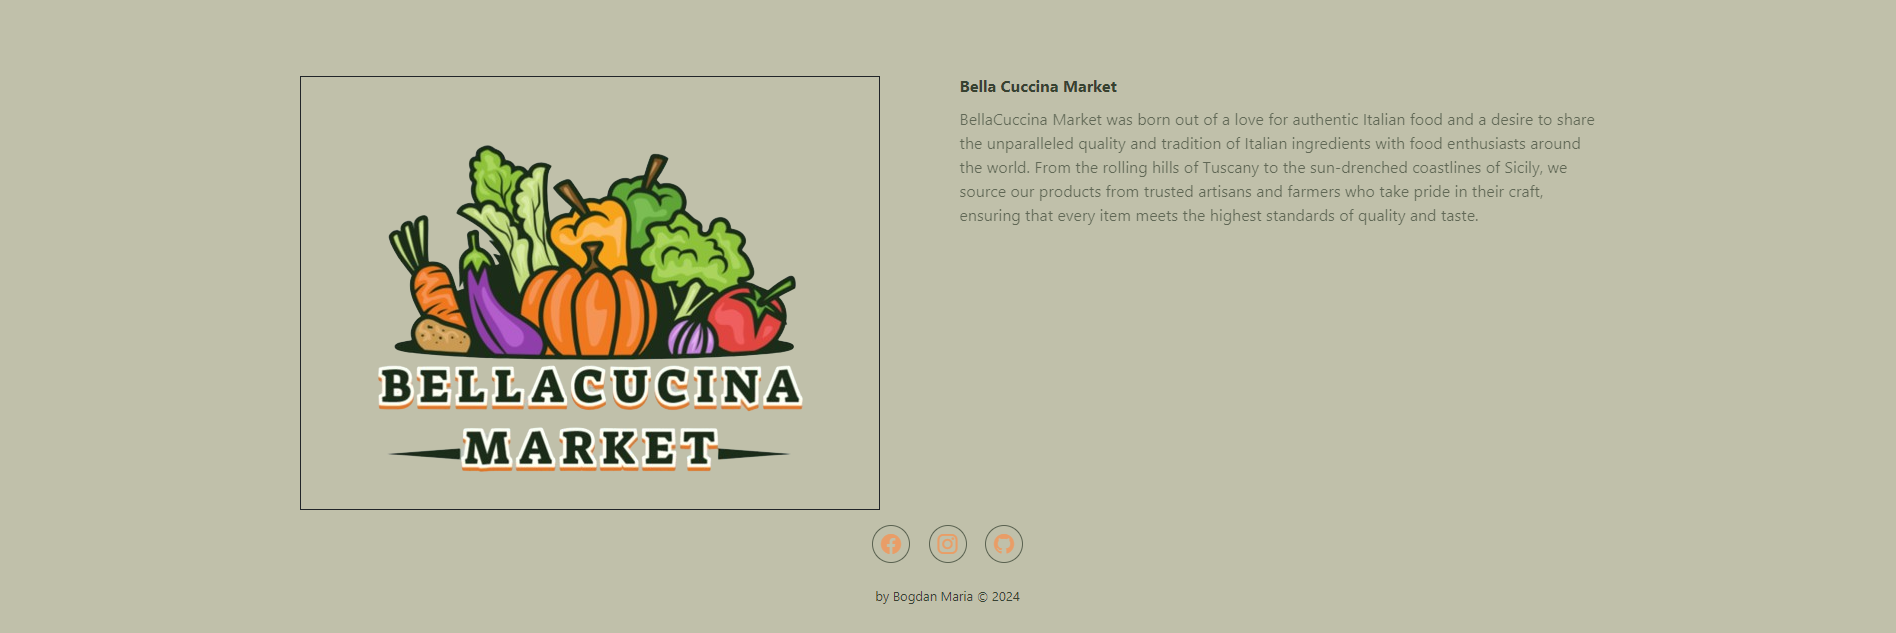 BELLACUCINA
MARKET
Bella Cuccina Market
BellaCuccina Market was born out of a love for authentic Italian food and a desire to share
the unparalleled quality and tradition of Italian ingredients with food enthusiasts around
the world. From the rolling hills of Tuscany to the sun-drenched coastlines of Sicily, we
source our products from trusted artisans and farmers who take pride in their craft,
ensuring that every item meets the highest standards of quality and taste.
by Bogdan Maria © 2024